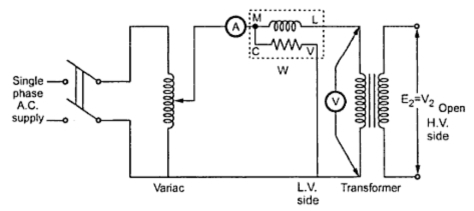 Single
phase
A.C.
supply
Variac
A
M
L
C
V
W
L.V.
side
V
Transformer
E₂=V₂
Open
H.V.
side